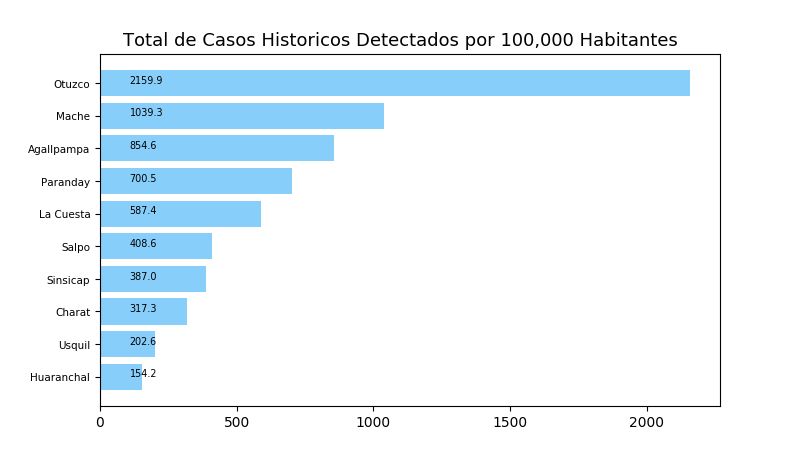 Total de Casos Historicos Detectados por 100,000 Habitantes
Otuzco 2159.9
Mache 1039.3
Agallpampa 854.6
Paranday 700.5
La Cuesta 587.4
Salpo 408.6
Sinsicap 387.0
Charat 317.3
Usquil 202.6
Huaranchal 154.2
0 500 1000 1500 2000